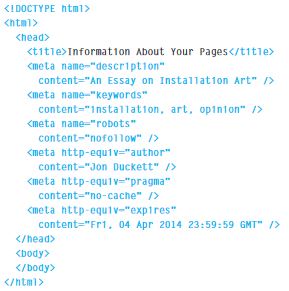 <!DOCTYPE html>
<html>
  <head>
    <title>Information About Your Pages</title>
    <meta name="description"
      content="An Essay on Installation Art" />
    <meta name="keywords"
      content="installation, art, opinion" />
    <meta name="robots"
      content="nofollow" />
    <meta http-equiv="author"
      content="Jon Duckett" />
    <meta http-equiv="pragma"
      content="no-cache" />
    <meta http-equiv="expires"
      content="Fri, 04 Apr 2014 23:59:59 GMT" />
  </head>
  <body>
  </body>
</html>